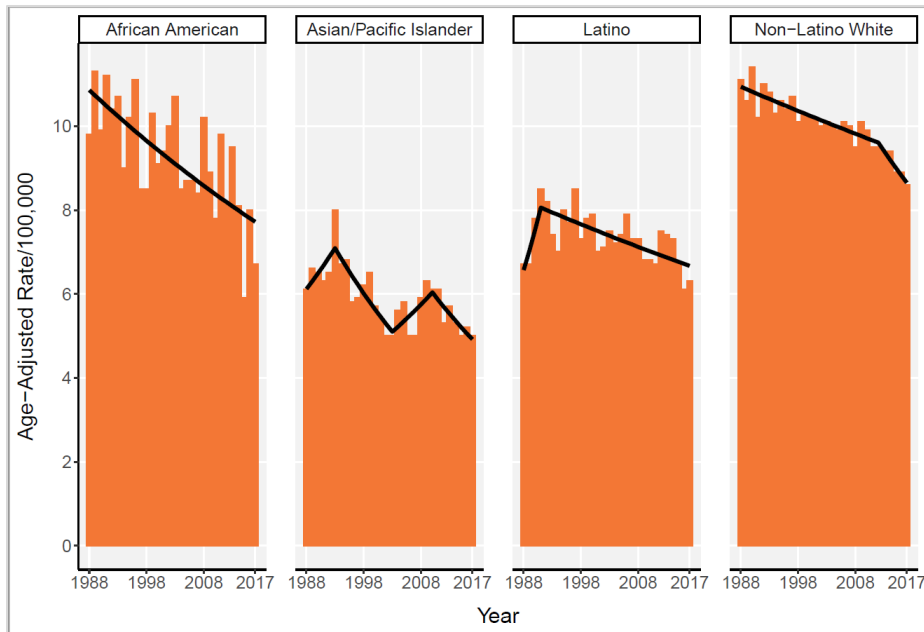 African American
Asian/Pacific Islander
Latino
Non−Latino White
Age−Adjusted Rate/100,000
10
8
6
4
2
0
1988 1998 2008 2017
1988 1998 2008 2017
1988 1998 2008 2017
1988 1998 2008 2017
Year